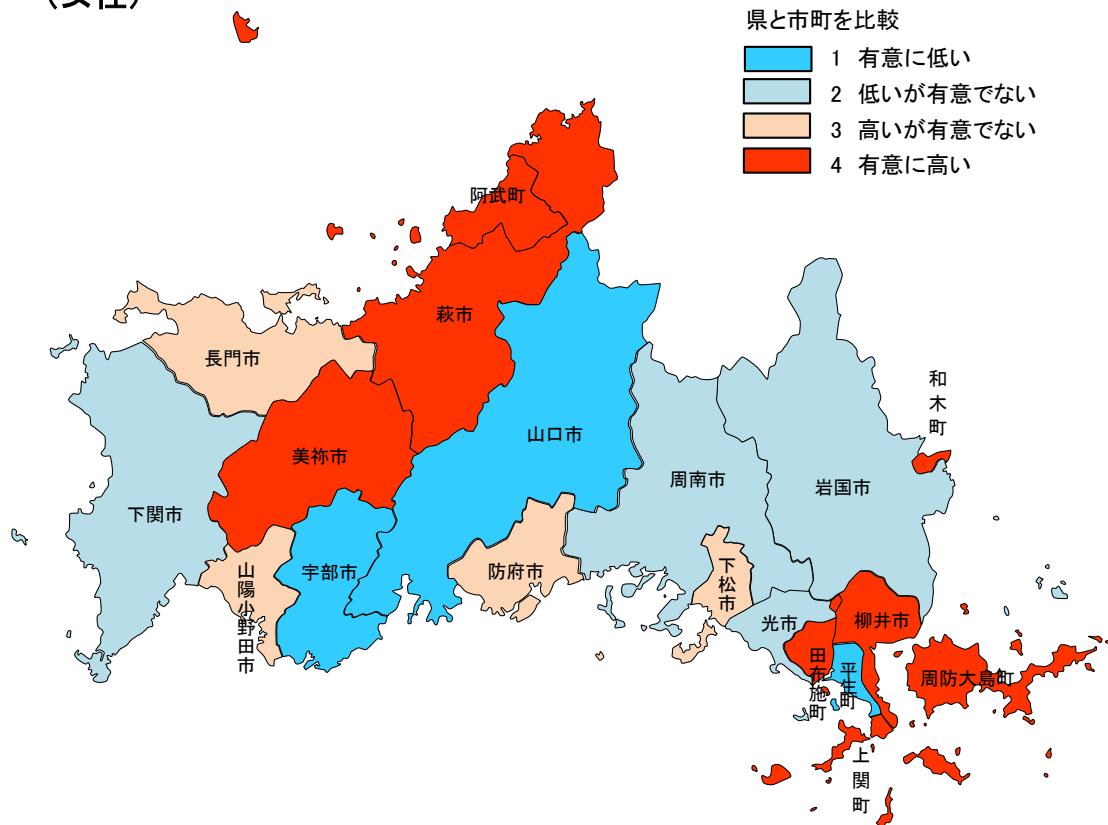 （女性）
県と市町を比較
1 有意に低い
2 低いが有意でない
3 高いが有意でない
4 有意に高い
阿武町
萩市
長門市
和木町
山口市
美祢市
周南市
岩国市
下関市
山陽小野田市
宇部市
防府市
下松市
光市
柳井市
田布施町
平生町
周防大島町
上関町